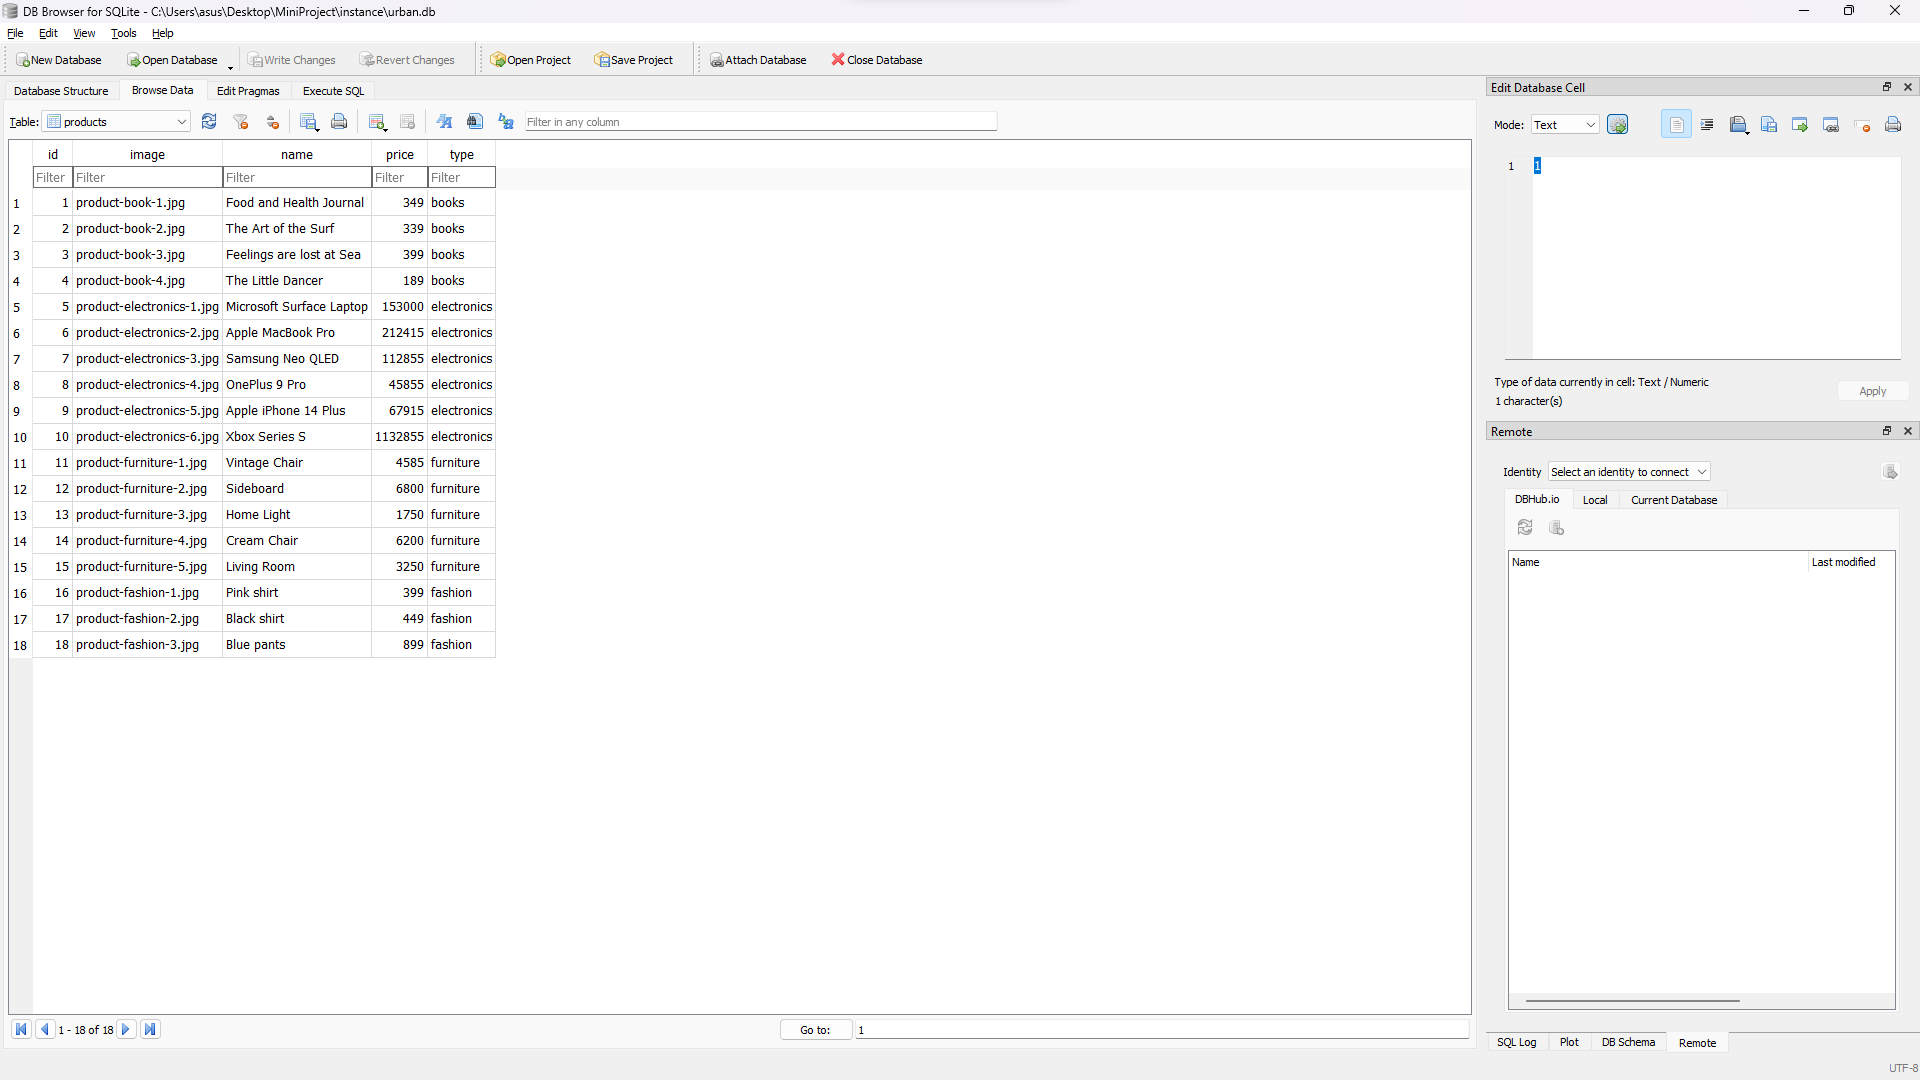 DB Browser for SQLite - C:\Users\asus\Desktop\MiniProject\instance\urban.db
File Edit View Tools Help
New Database Open Database Write Changes Revert Changes Open Project Save Project Attach Database Close Database
Database Structure Browse Data Edit Pragmas Execute SQL
Table: products Filter in any column
id image name price type
Filter Filter Filter Filter Filter
1 1 product-book-1.jpg Food and Health Journal 349 books
2 2 product-book-2.jpg The Art of the Surf 339 books
3 3 product-book-3.jpg Feelings are lost at Sea 399 books
4 4 product-book-4.jpg The Little Dancer 189 books
5 5 product-electronics-1.jpg Microsoft Surface Laptop 153000 electronics
6 6 product-electronics-2.jpg Apple MacBook Pro 212415 electronics
7 7 product-electronics-3.jpg Samsung Neo QLED 112855 electronics
8 8 product-electronics-4.jpg OnePlus 9 Pro 45855 electronics
9 9 product-electronics-5.jpg Apple iPhone 14 Plus 67915 electronics
10 10 product-electronics-6.jpg Xbox Series S 1132855 electronics
11 11 product-furniture-1.jpg Vintage Chair 4585 furniture
12 12 product-furniture-2.jpg Sideboard 6800 furniture
13 13 product-furniture-3.jpg Home Light 1750 furniture
14 14 product-furniture-4.jpg Cream Chair 6200 furniture
15 15 product-furniture-5.jpg Living Room 3250 furniture
16 16 product-fashion-1.jpg Pink shirt 399 fashion
17 17 product-fashion-2.jpg Black shirt 449 fashion
18 18 product-fashion-3.jpg Blue pants 899 fashion
1 - 18 of 18 Go to: 1
Edit Database Cell
Mode: Text
1 1
Type of data currently in cell: Text / Numeric
1 character(s)
Apply
Remote
Identity Select an identity to connect
DBHub.io Local Current Database
Name Last modified
SQL Log Plot DB Schema Remote
UTF-8